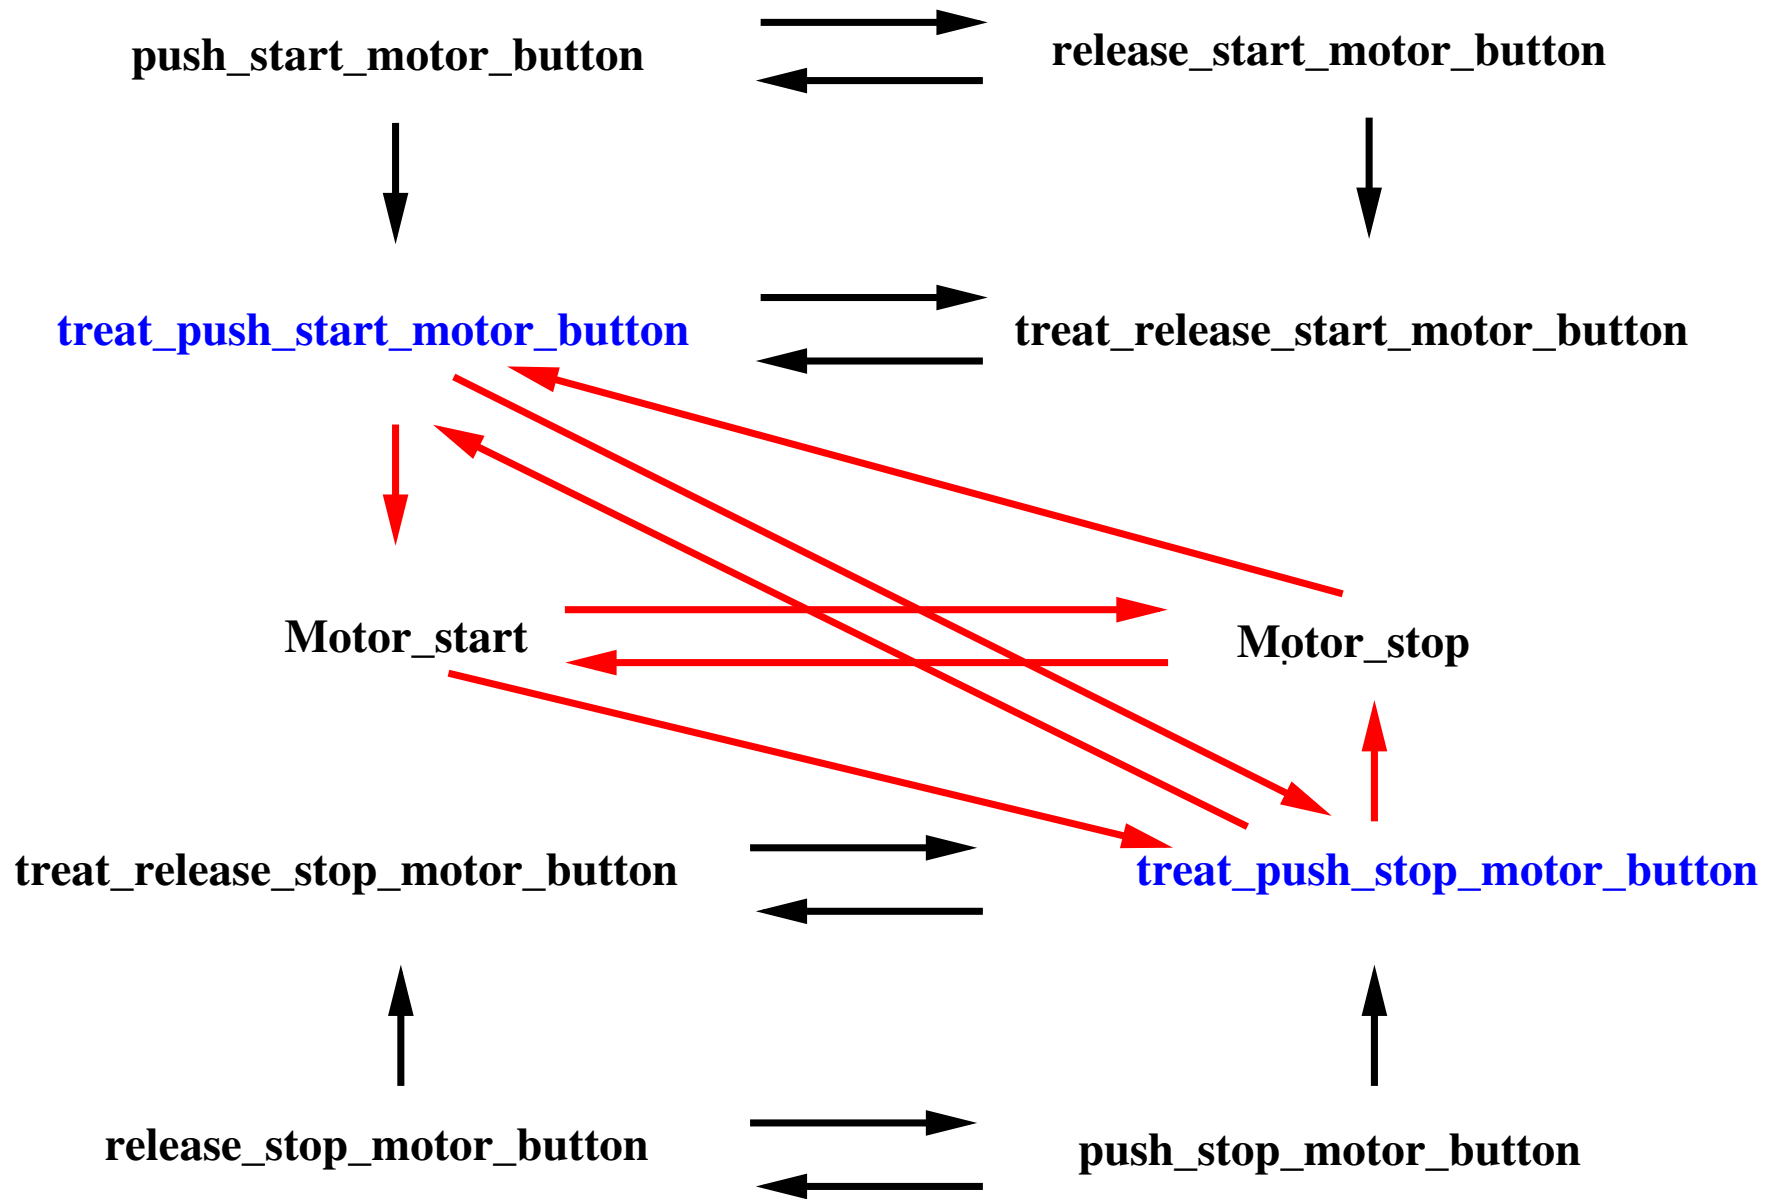 push_start_motor_button
release_start_motor_button
treat_push_start_motor_button
treat_release_start_motor_button
Motor_start
Motor_stop
treat_release_stop_motor_button
treat_push_stop_motor_button
release_stop_motor_button
push_stop_motor_button